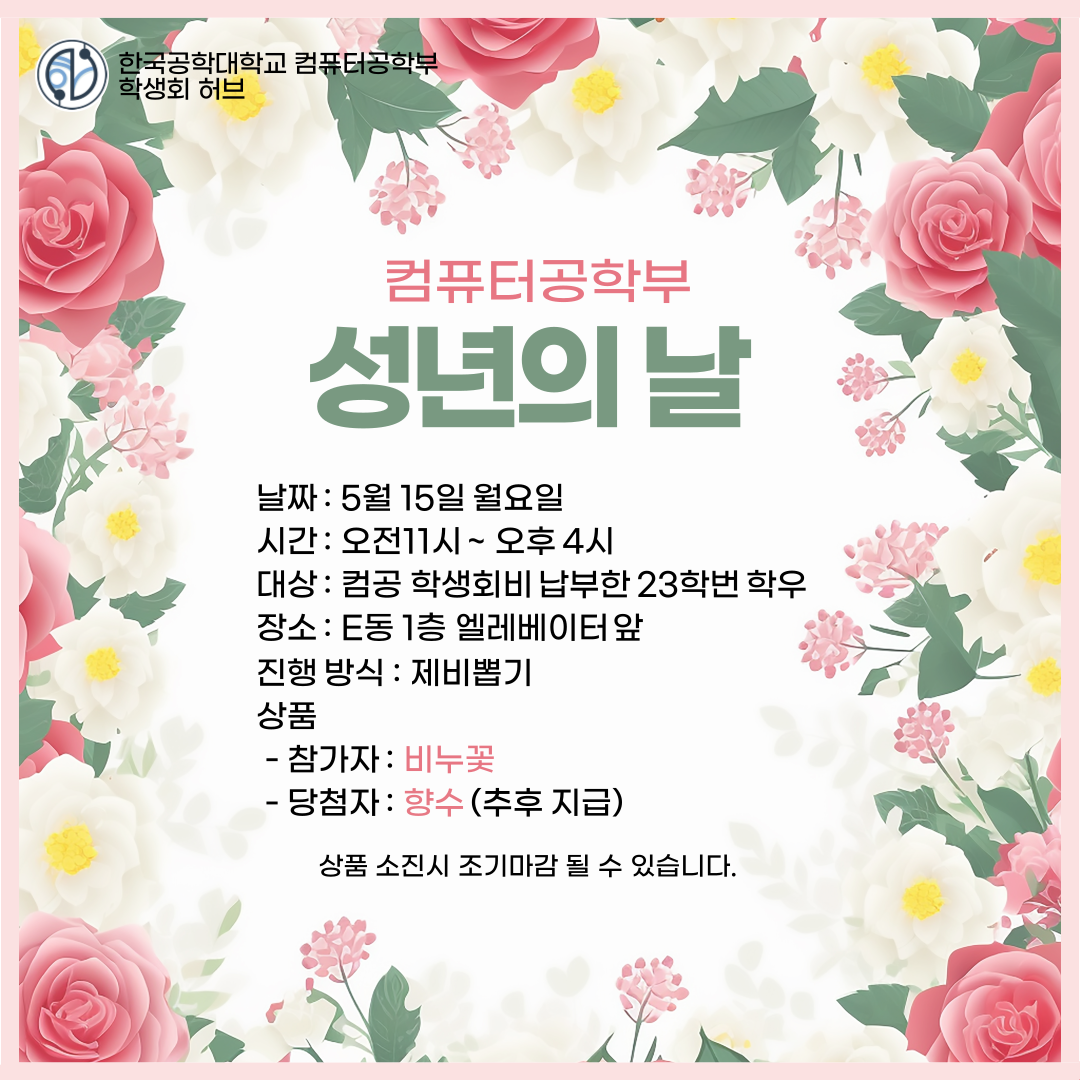 한국공학대학교 컴퓨터공학부
학생회 허브
컴퓨터공학부
성년의 날
날짜 : 5월 15일 월요일
시간 : 오전11시 ~ 오후 4시
대상 : 컴공 학생회비 납부한 23학번 학우
장소 : E동 1층 엘레베이터 앞
진행 방식 : 제비뽑기
상품
- 참가자 : 비누꽃
- 당첨자 : 향수 (추후 지급)
상품 소진시 조기마감 될 수 있습니다.